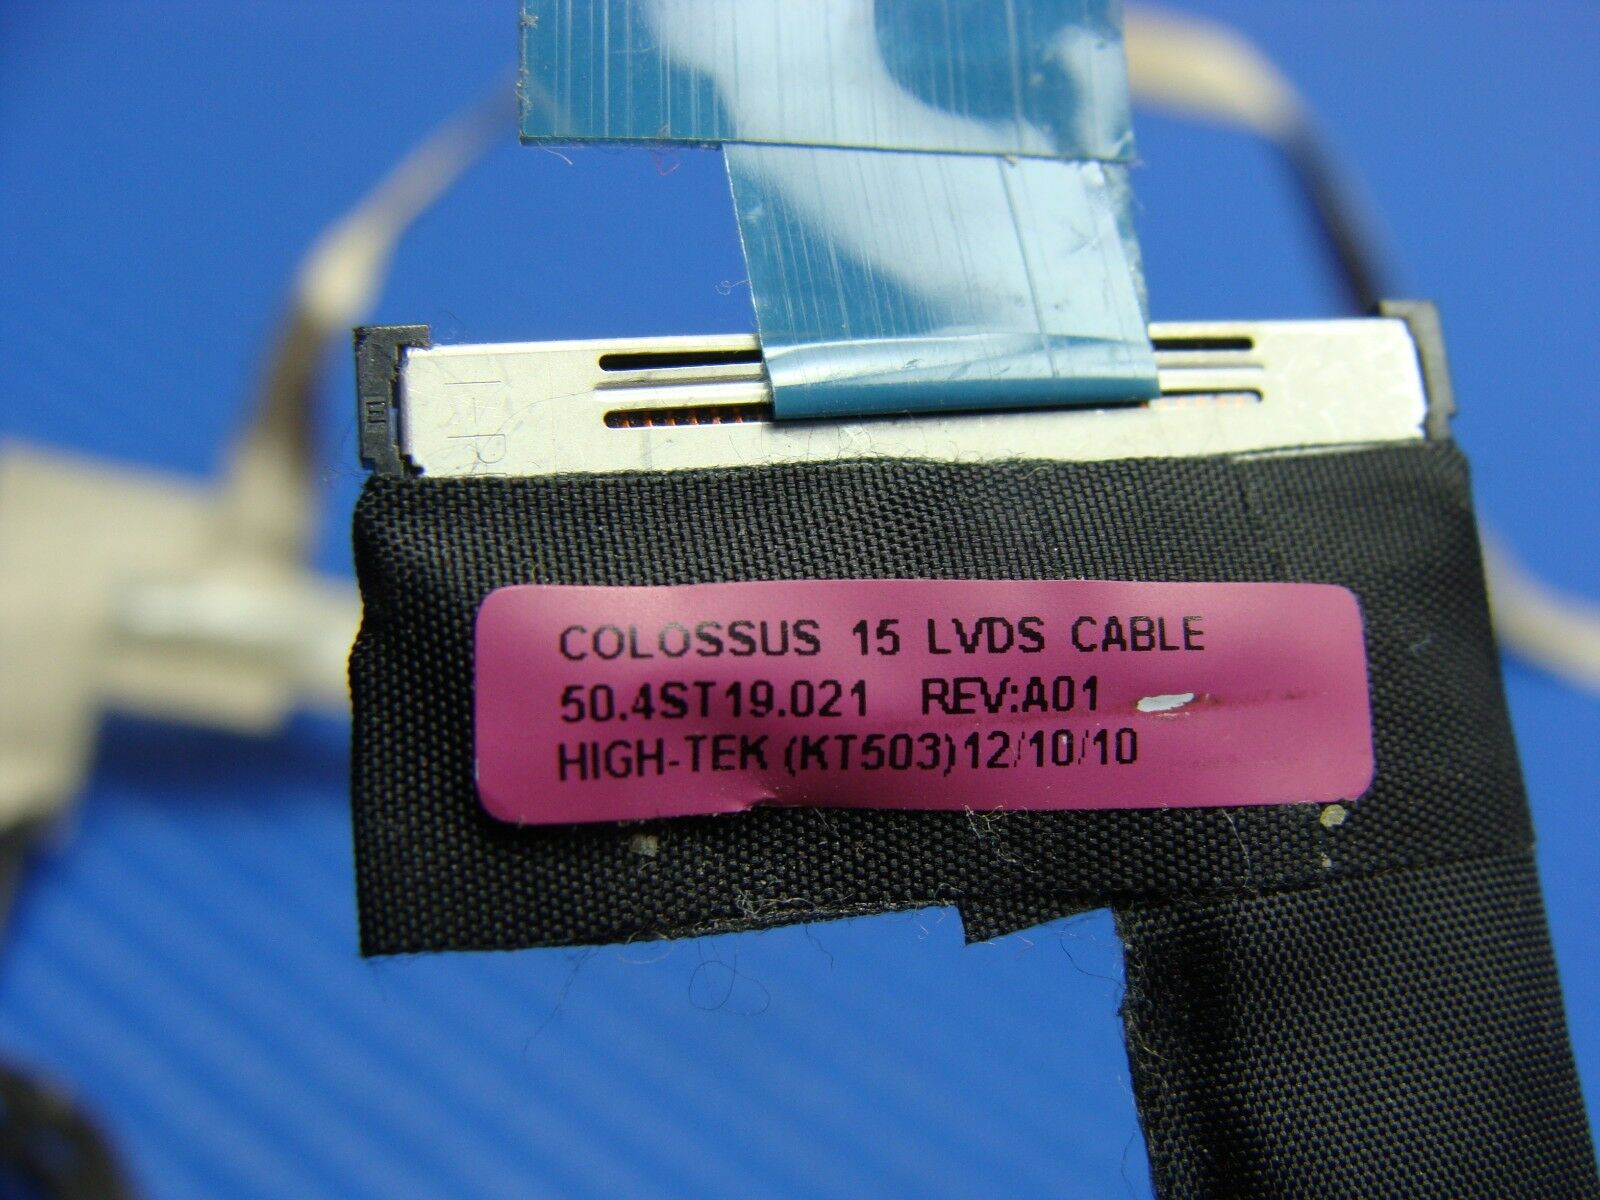 I-P
E
COLOSSUS 15 LVDS CABLE
50.4ST19.021 REV:A01
HIGH-TEK (KT503)12/10/10